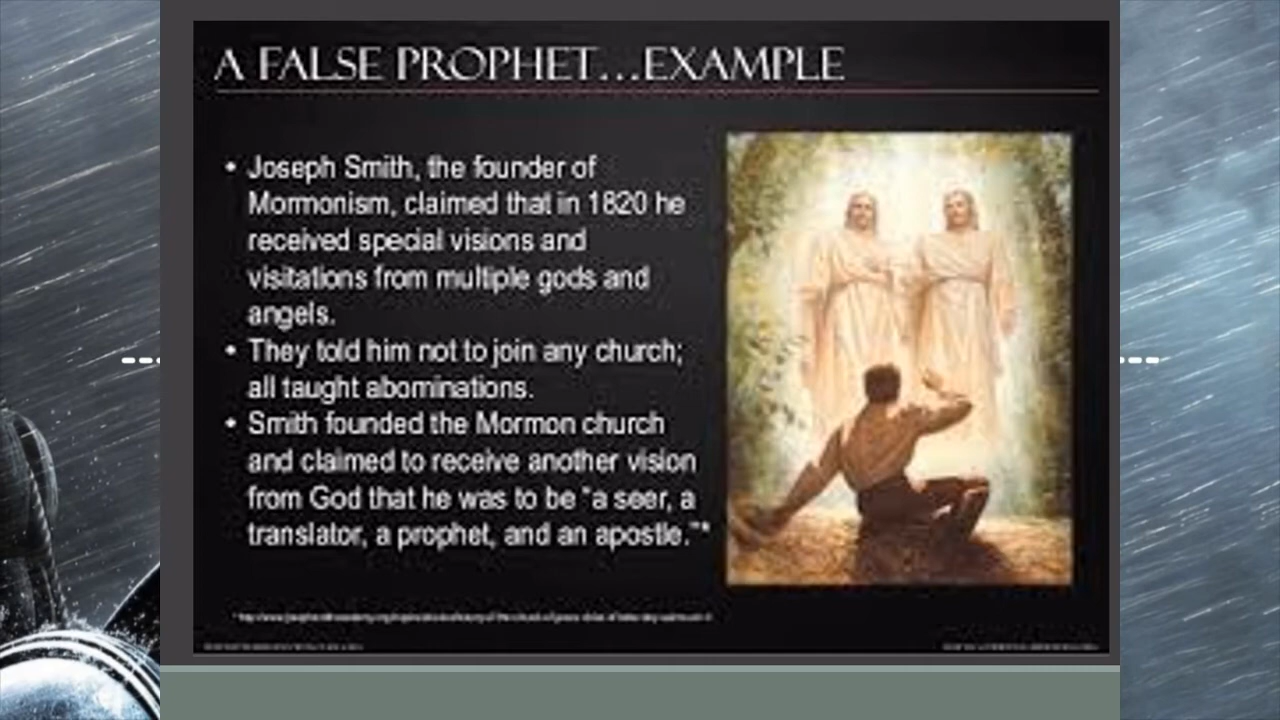 A FALSE PROPHET...EXAMPLE
• Joseph Smith, the founder of
Mormonism, claimed that in 1820 he
received special visions and
visitations from multiple gods and
angels.
• They told him not to join any church;
all taught abominations.
• Smith founded the Mormon church
and claimed to receive another vision
from God that he was to be "a seer, a
translator, a prophet, and an apostle."*